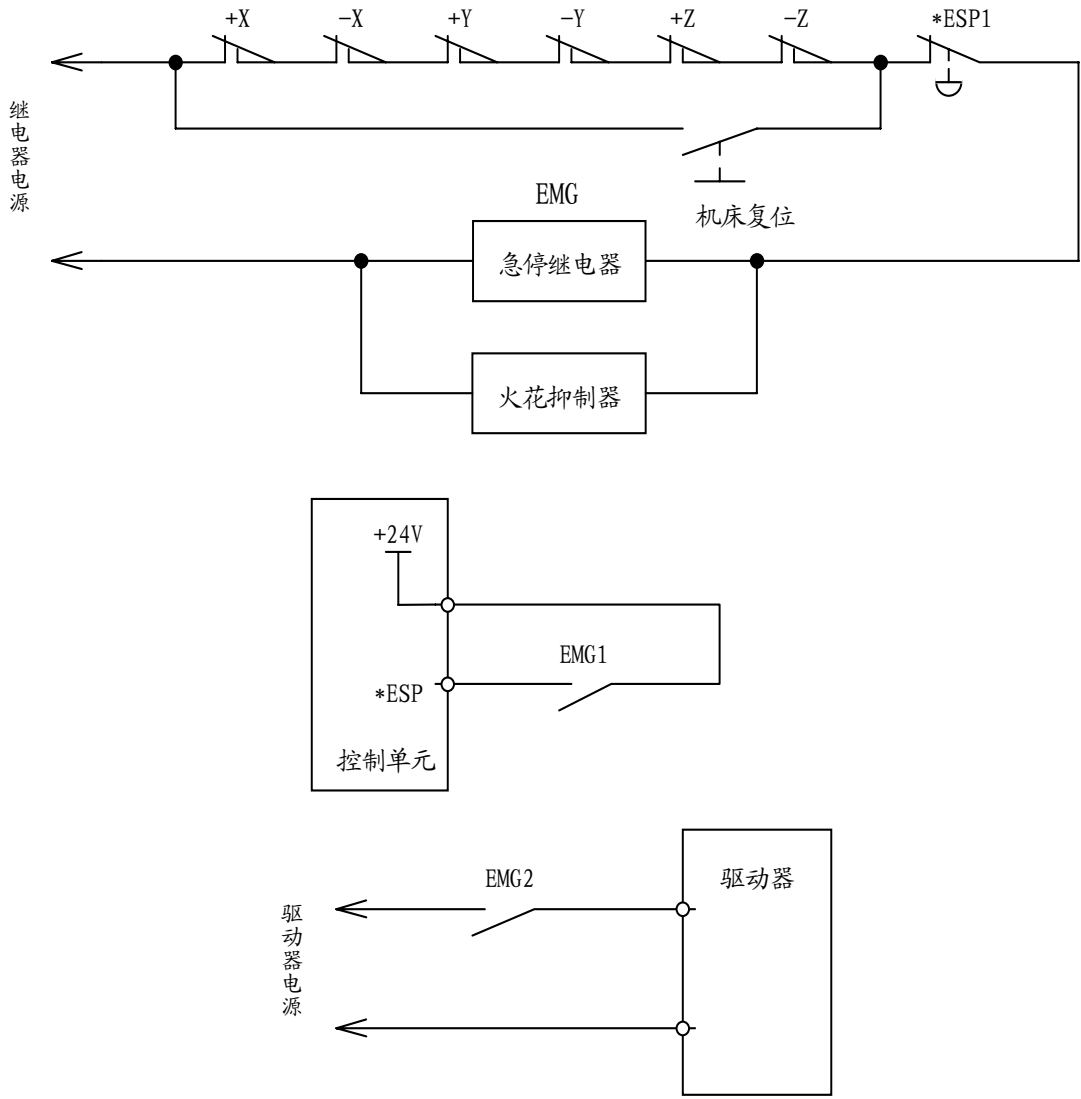 +X
−X
+Y
−Y
+Z
−Z
*ESP1
继电器电源
机床复位
EMG
急停继电器
火花抑制器
+24V
EMG1
*ESP
控制单元
驱动器
EMG2
驱动器电源